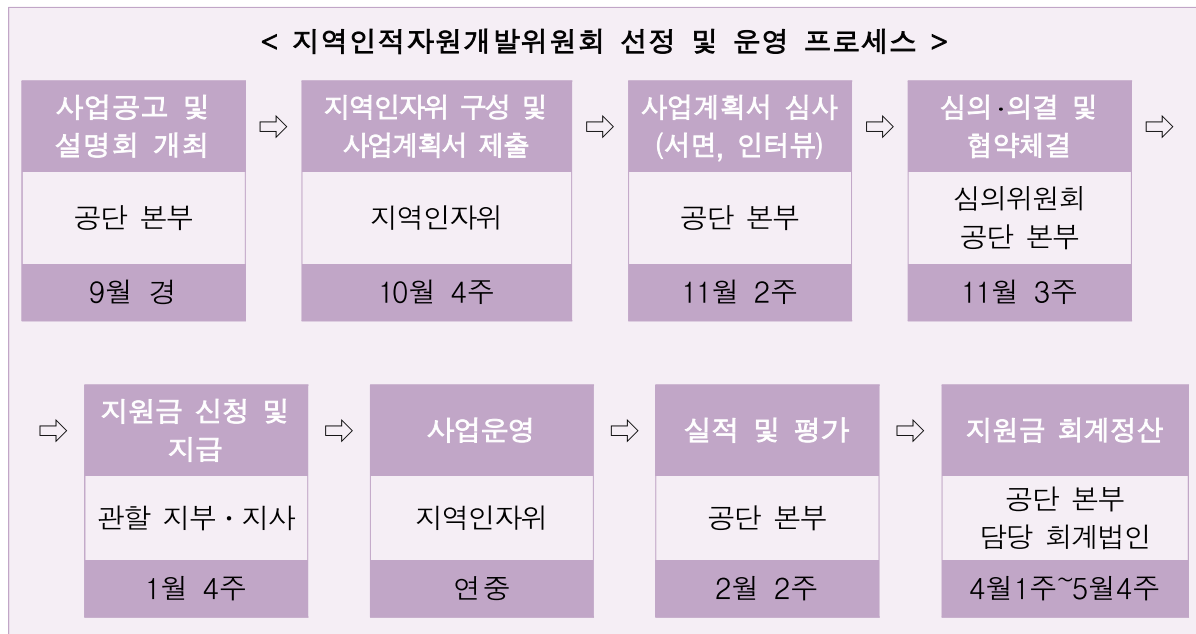 < 지역인적자원개발위원회 선정 및 운영 프로세스 >
사업공고 및
설명회 개최
공단 본부
9월 경
⇨
지역인자위 구성 및
사업계획서 제출
지역인자위
10월 4주
⇨
사업계획서 심사
(서면, 인터뷰)
공단 본부
11월 2주
⇨
심의·의결 및
협약체결
심의위원회
공단 본부
11월 3주
⇨
⇨
지원금 신청 및
지급
관할 지부·지사
1월 4주
⇨
사업운영
지역인자위
연중
⇨
실적 및 평가
공단 본부
2월 2주
⇨
지원금 회계정산
공단 본부
담당 회계법인
4월1주~5월4주